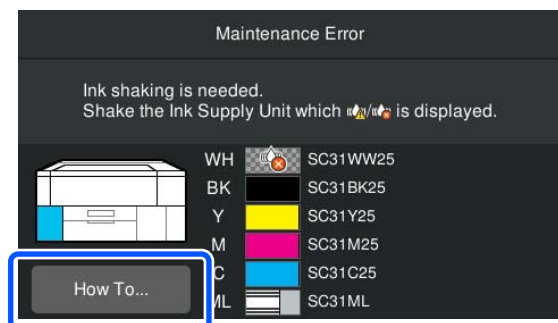 Maintenance Error
Ink shaking is needed.
Shake the Ink Supply Unit which / is displayed.
WH SC31WW25
BK SC31BK25
Y SC31Y25
M SC31M25
C SC31C25
ML SC31ML
How To...